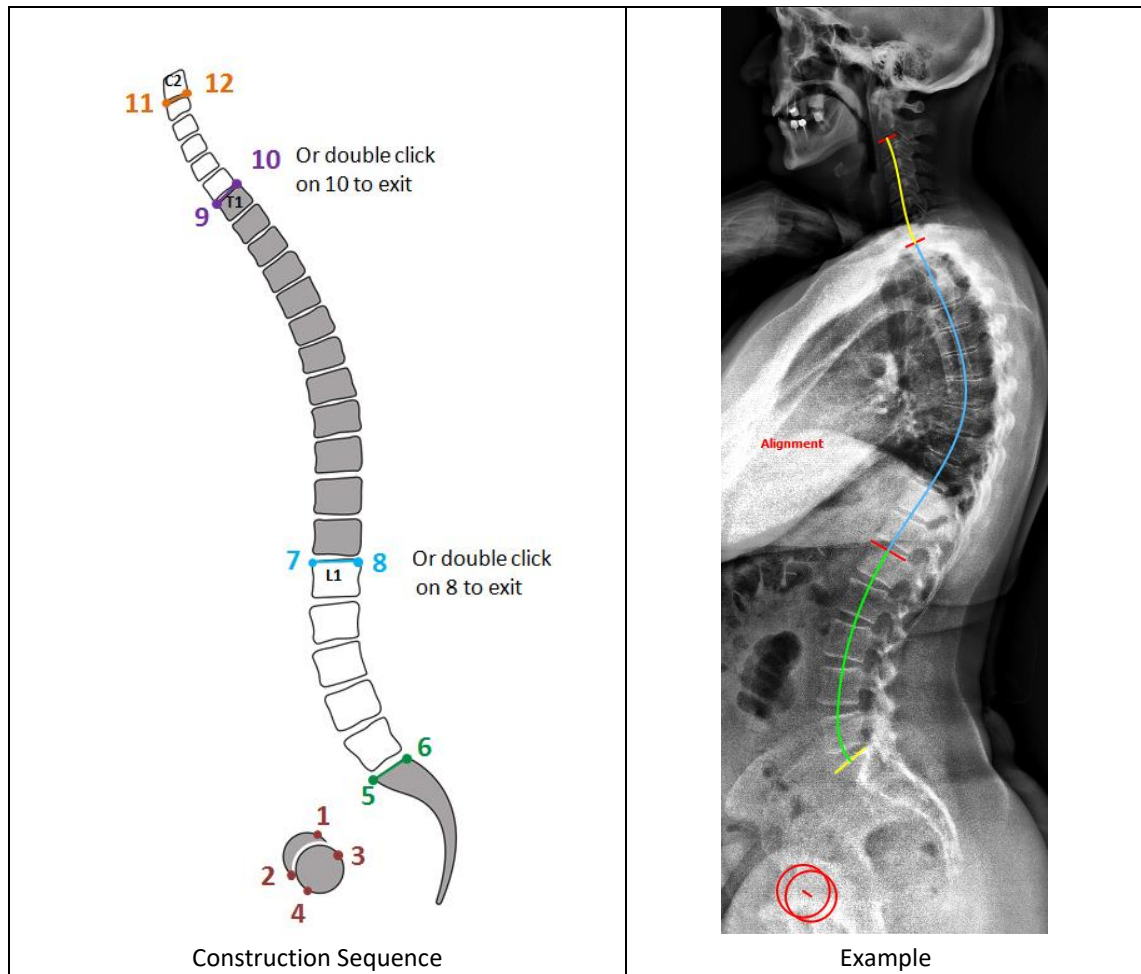 C2
11
12
10
Or double click
on 10 to exit
9
T1
7
8
Or double click
on 8 to exit
L1
6
5
1
3
2
4
Construction Sequence
Alignment
Example